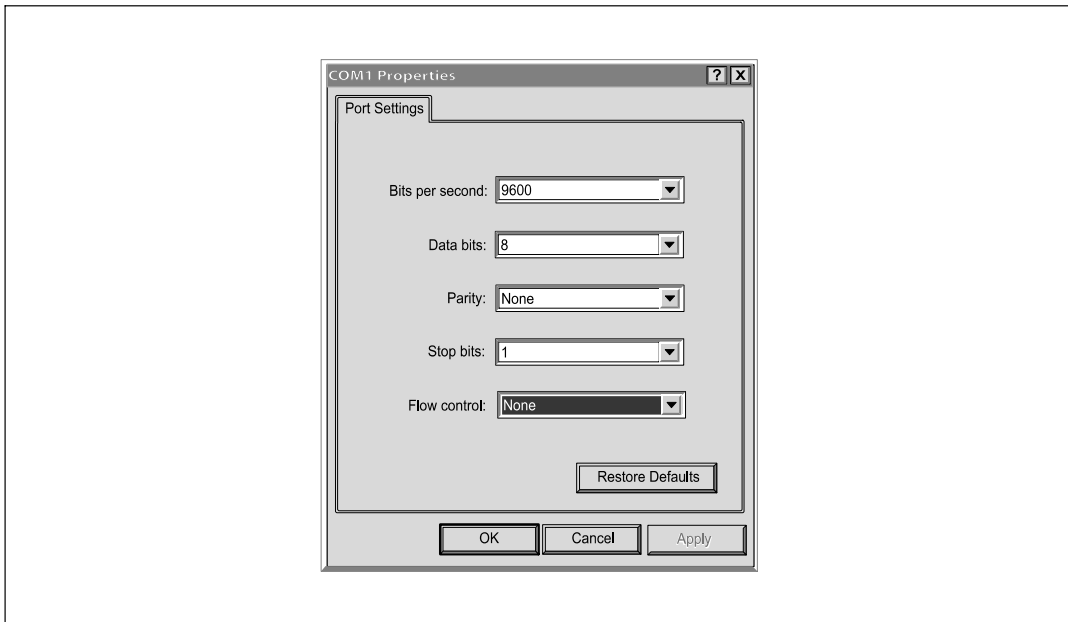 COM1 Properties ? X
Port Settings
Bits per second: 9600
Data bits: 8
Parity: None
Stop bits: 1
Flow control: None
Restore Defaults
OK Cancel Apply